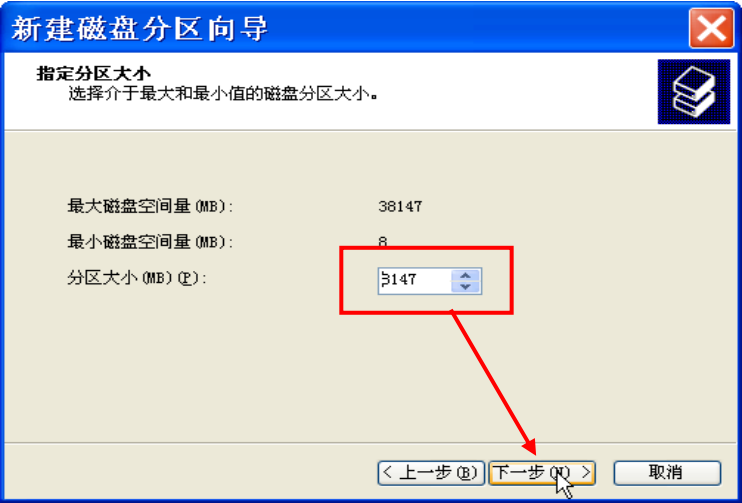 新建磁盘分区向导
指定分区大小
选择介于最大和最小值的磁盘分区大小。
最大磁盘空间量(MB): 38147
最小磁盘空间量(MB): 8
分区大小(MB)(P): 3147
< 上一步(B) 下一步(N) > 取消